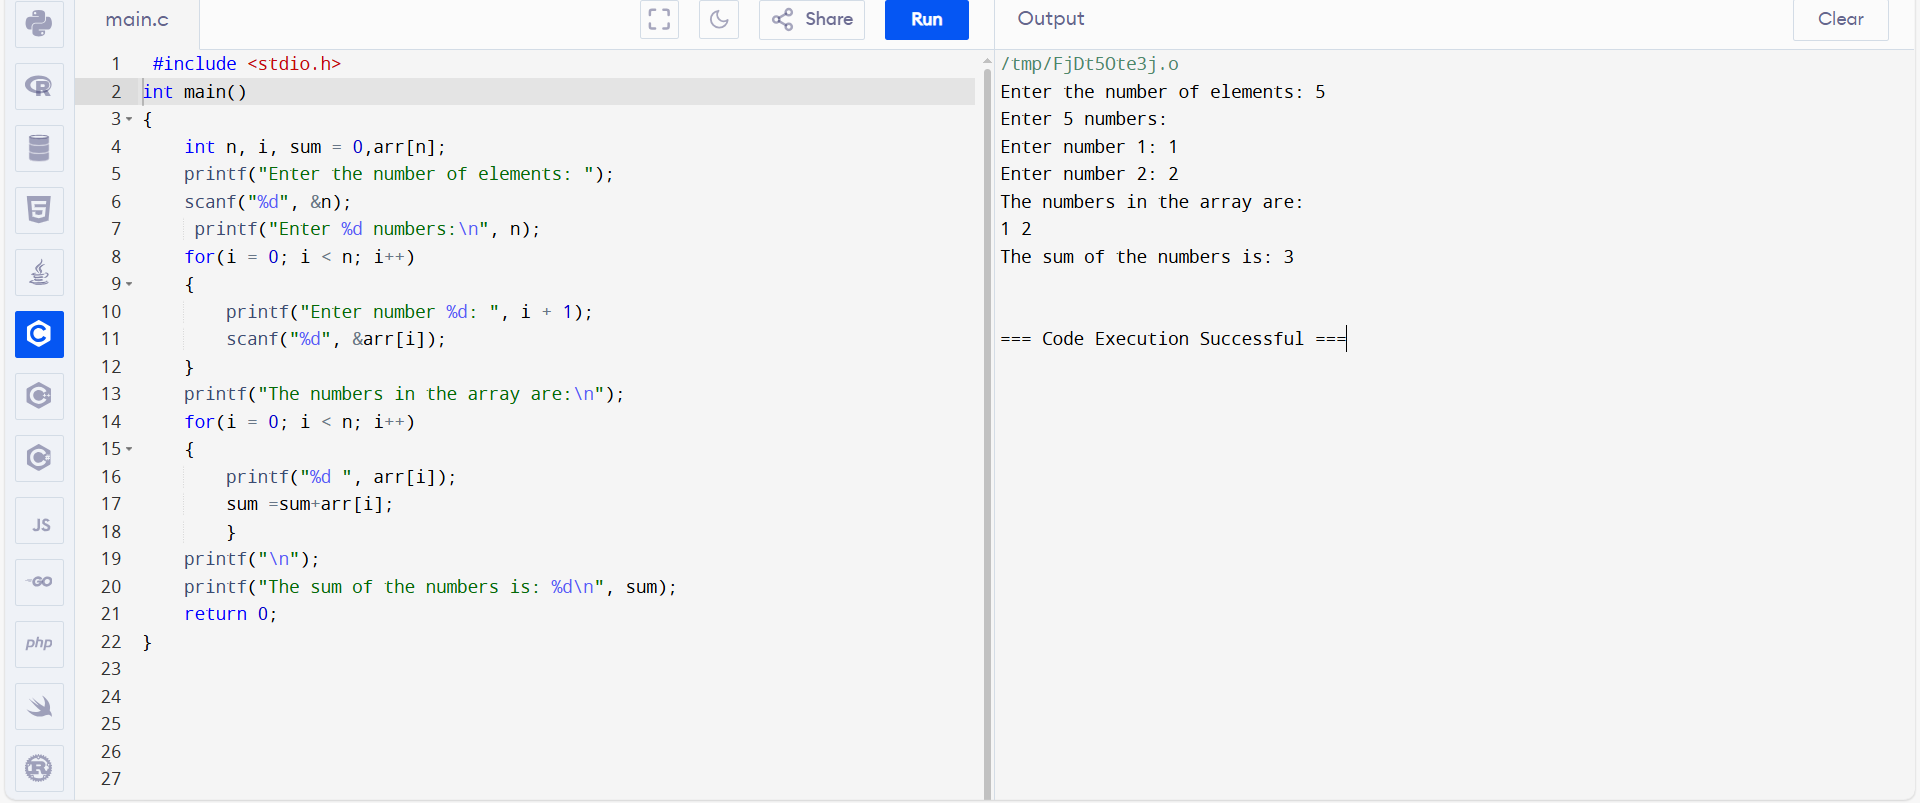 main.c
Share
Run
Output
Clear
1 #include <stdio.h>
2 int main()
3 {
4 int n, i, sum = 0,arr[n];
5 printf("Enter the number of elements: ");
6 scanf("%d", &n);
7 printf("Enter %d numbers:\n", n);
8 for(i = 0; i < n; i++)
9 {
10 printf("Enter number %d: ", i + 1);
11 scanf("%d", &arr[i]);
12 }
13 printf("The numbers in the array are:\n");
14 for(i = 0; i < n; i++)
15 {
16 printf("%d ", arr[i]);
17 sum =sum+arr[i];
18 }
19 printf("\n");
20 printf("The sum of the numbers is: %d\n", sum);
21 return 0;
22 }
23
24
25
26
27
/tmp/FjDt5Ote3j.o
Enter the number of elements: 5
Enter 5 numbers:
Enter number 1: 1
Enter number 2: 2
The numbers in the array are:
1 2
The sum of the numbers is: 3
=== Code Execution Successful ===
R
5
C
C
C
JS
GO
php
R